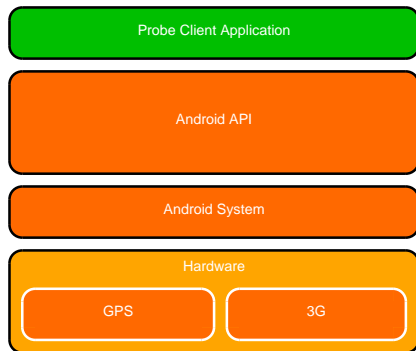 Probe Client Application
Android API
Android System
Hardware
GPS
3G